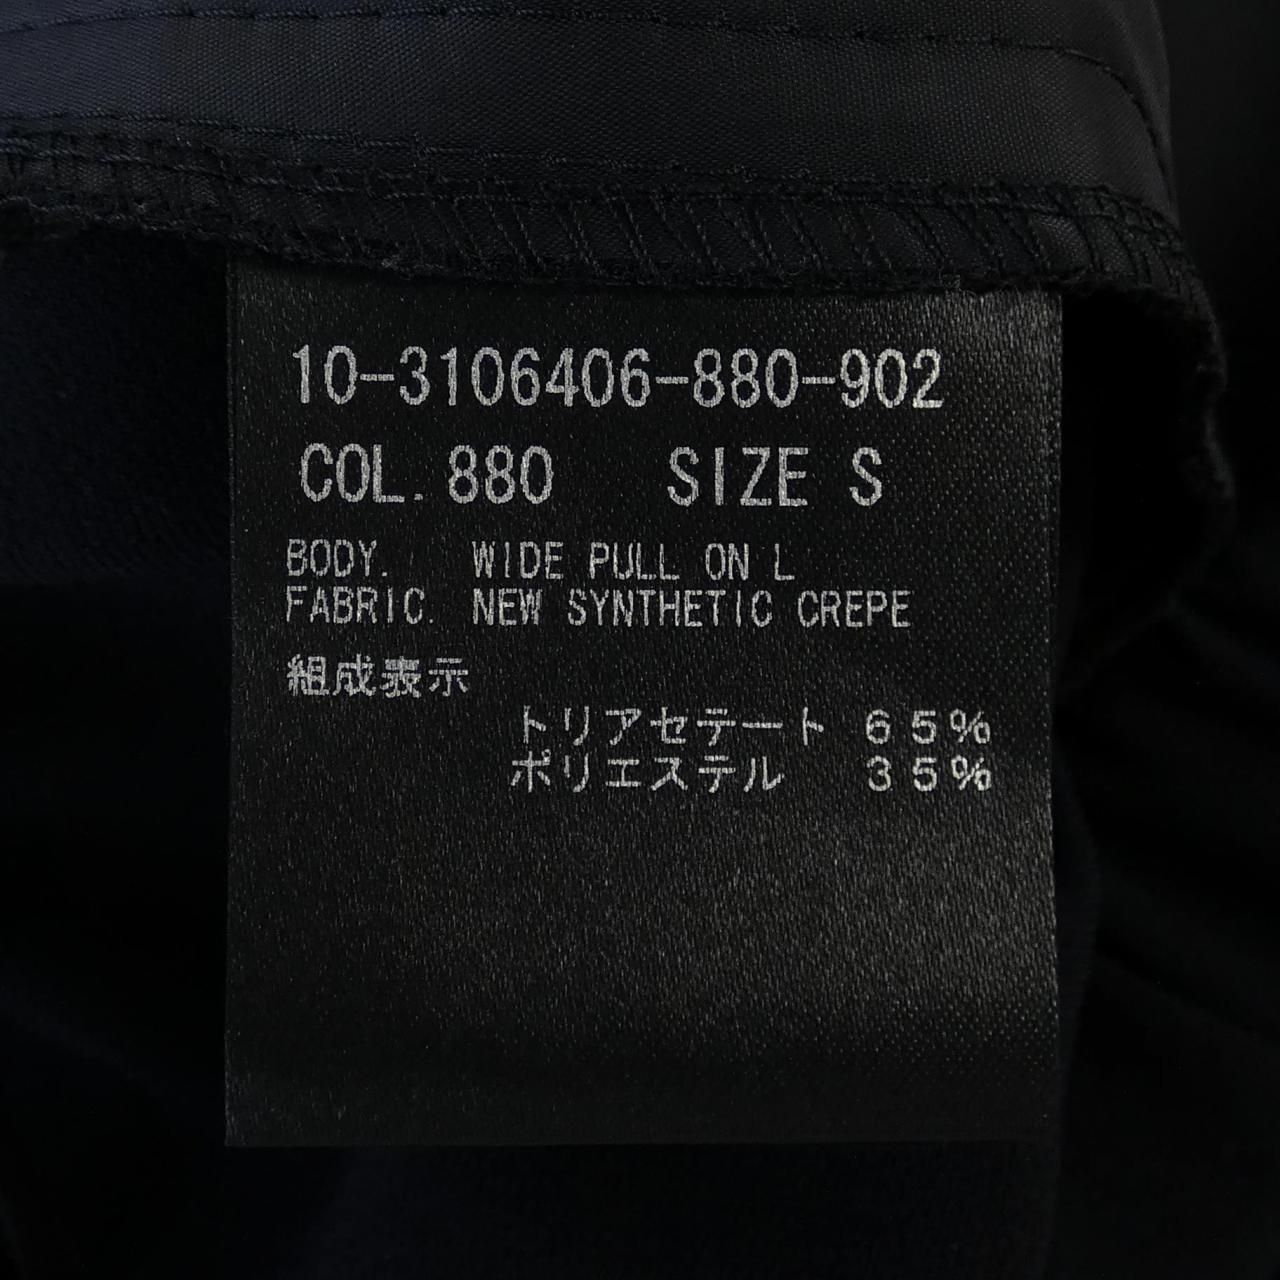 10-3106406-880-902
COL. 880 SIZE S
BODY. WIDE PULL ON L
FABRIC. NEW SYNTHETIC CREPE
組成表示
トリアセテート 65%
ポリエステル 35%